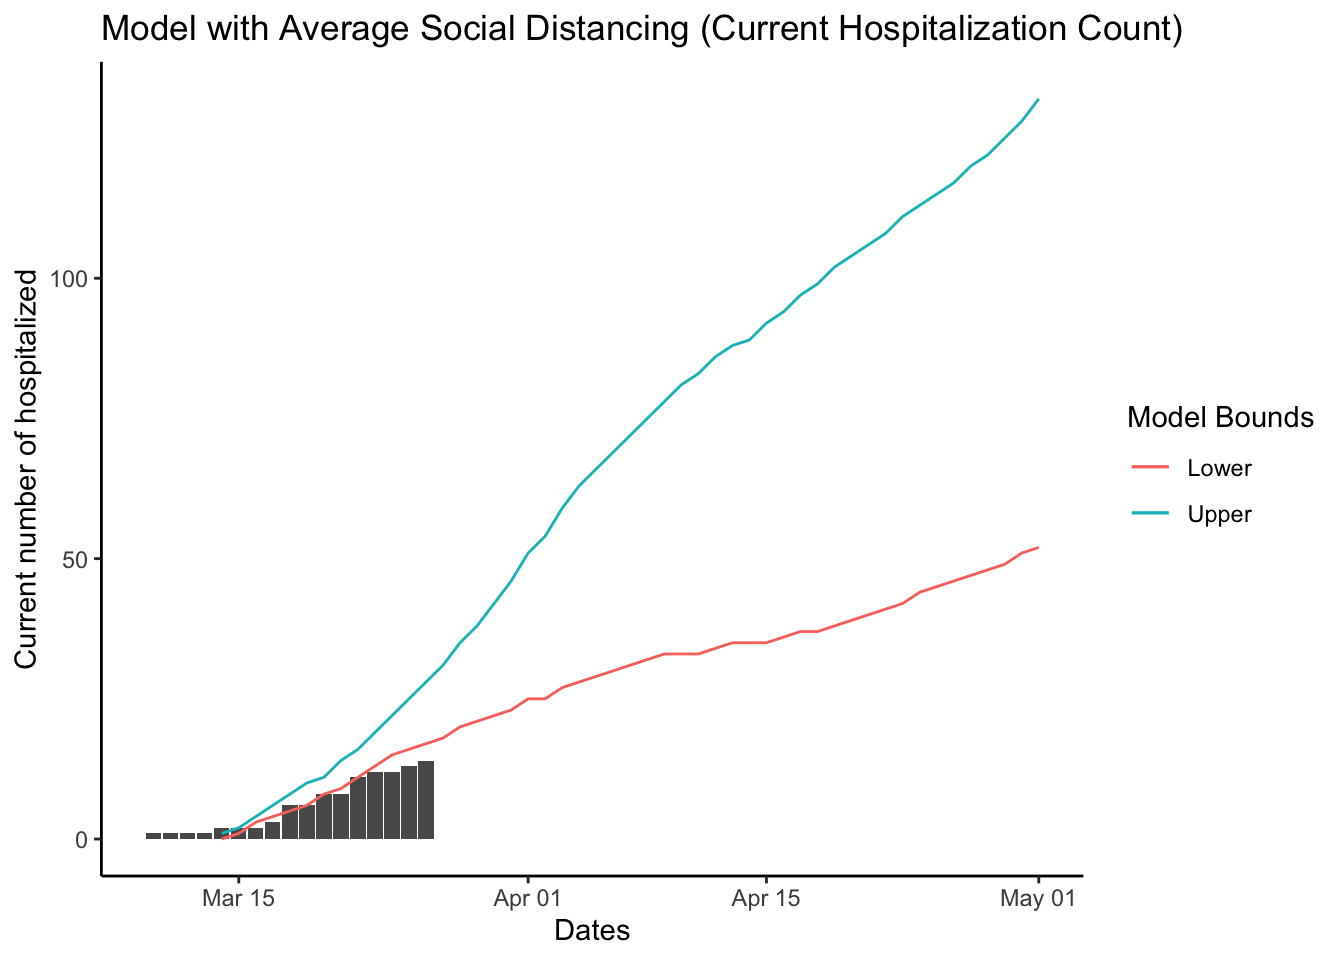 Model with Average Social Distancing (Current Hospitalization Count)
Current number of hospitalized
100
50
0
Mar 15
Apr 01
Apr 15
May 01
Dates
Model Bounds
Lower
Upper